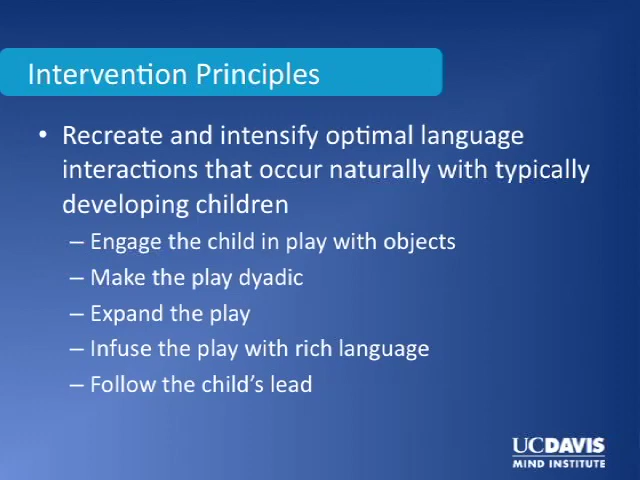 Intervention Principles
• Recreate and intensify optimal language
interactions that occur naturally with typically
developing children
– Engage the child in play with objects
– Make the play dyadic
– Expand the play
– Infuse the play with rich language
– Follow the child’s lead
UCDAVIS
MIND INSTITUTE